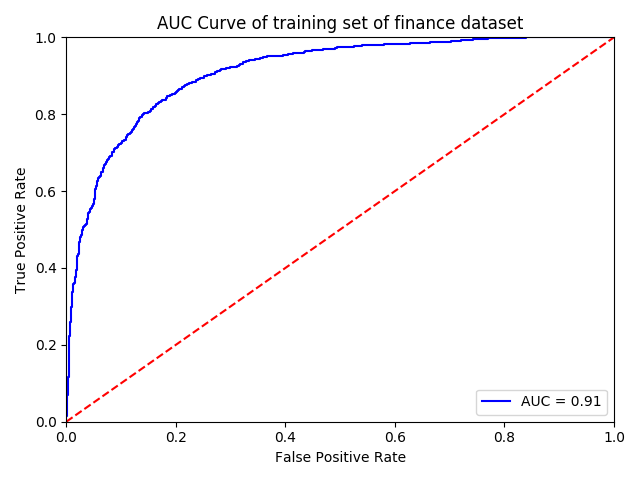 AUC Curve of training set of finance dataset
True Positive Rate
1.0
0.8
0.6
0.4
0.2
0.0
AUC = 0.91
0.0 0.2 0.4 0.6 0.8 1.0
False Positive Rate